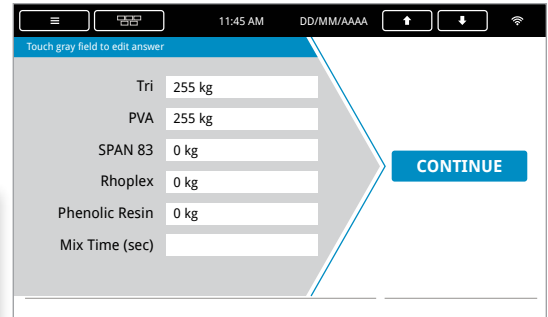 11:45 AM DD/MM/AAAA
Touch gray field to edit answer
Tri 255 kg
PVA 255 kg
SPAN 83 0 kg
Rhoplex 0 kg
Phenolic Resin 0 kg
Mix Time (sec)
CONTINUE